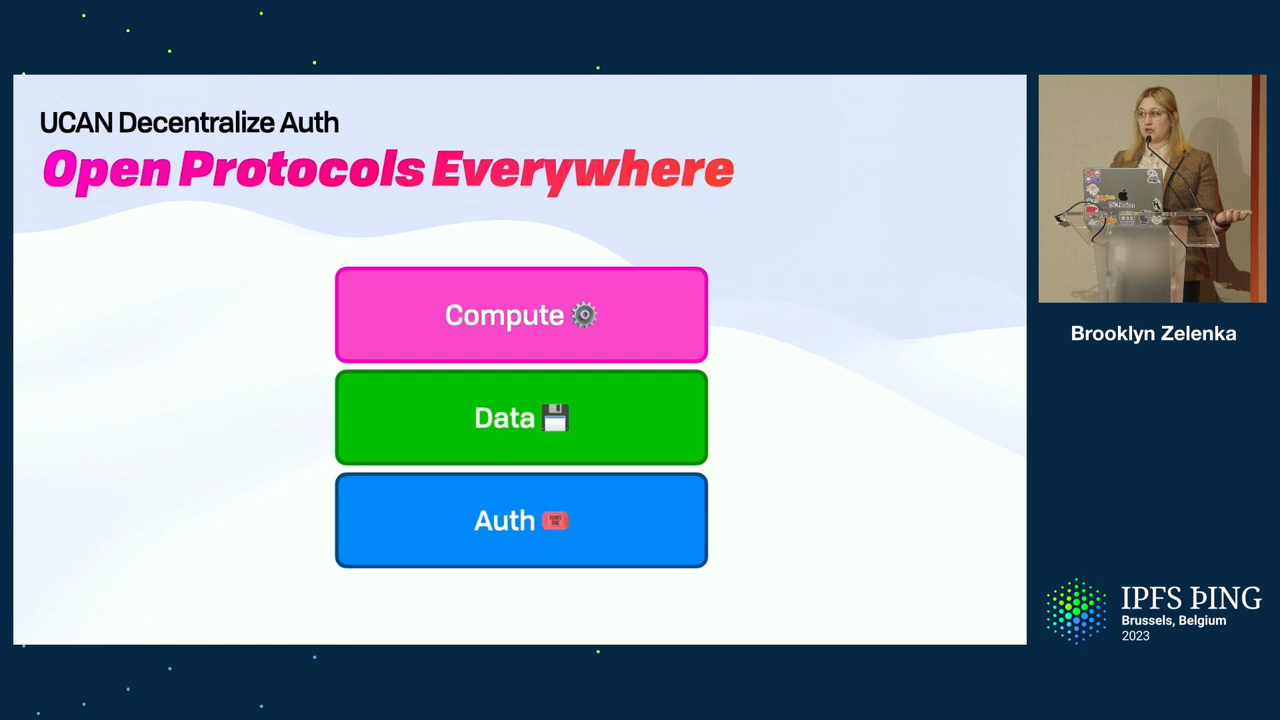 UCAN Decentralize Auth
Open Protocols Everywhere
Compute
Data
Auth
Brooklyn Zelenka
IPFS ÞING
Brussels, Belgium
2023